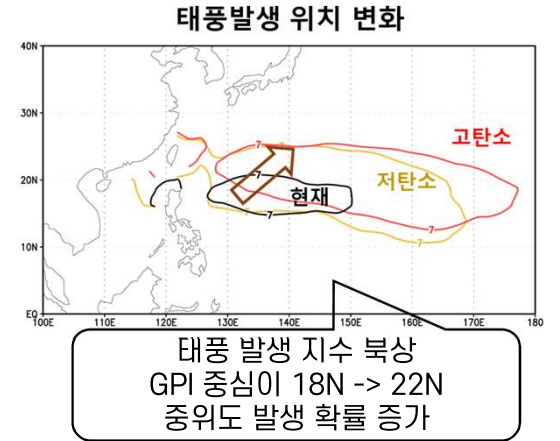 태풍발생 위치 변화
40N
30N
20N
10N
EQ
100E 110E 120E 130E 140E 150E 160E 170E 180
고탄소
저탄소
현재
7
7
7
7
7
7
태풍 발생 지수 북상
GPI 중심이 18N -> 22N
중위도 발생 확률 증가